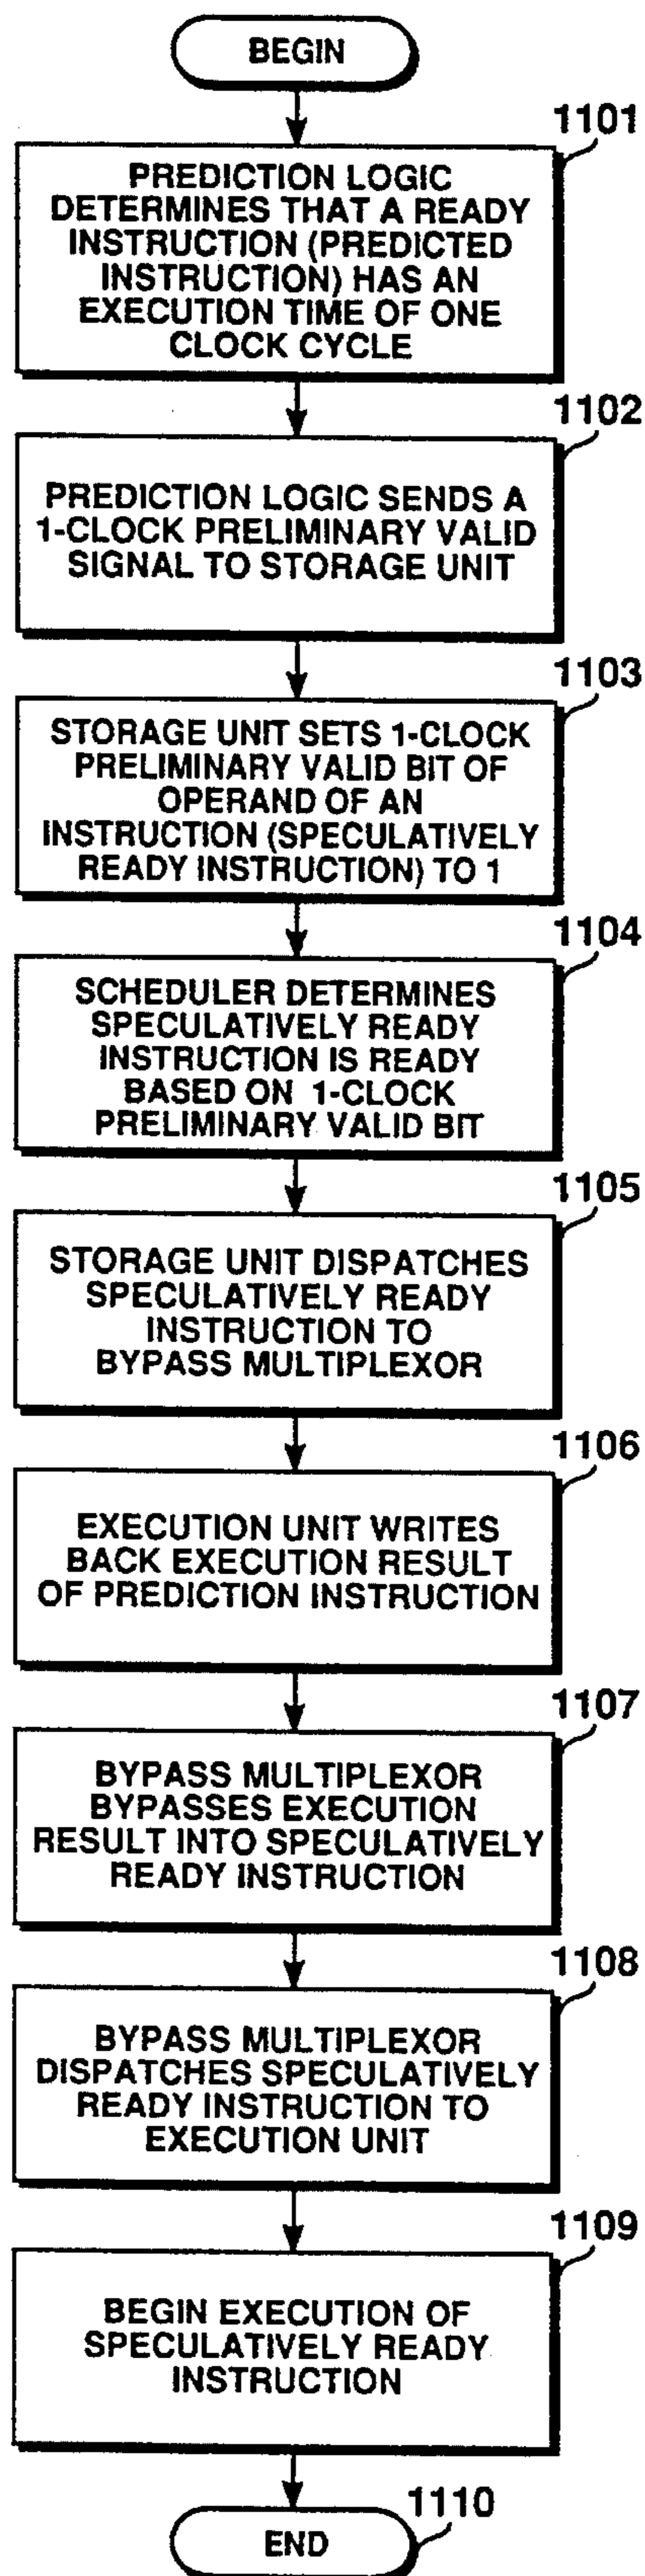 BEGIN
1101
PREDICTION LOGIC
DETERMINES THAT A READY
INSTRUCTION (PREDICTED
INSTRUCTION) HAS AN
EXECUTION TIME OF ONE
CLOCK CYCLE
1102
PREDICTION LOGIC SENDS A
1-CLOCK PRELIMINARY VALID
SIGNAL TO STORAGE UNIT
1103
STORAGE UNIT SETS 1-CLOCK
PRELIMINARY VALID BIT OF
OPERAND OF AN
INSTRUCTION (SPECULATIVELY
READY INSTRUCTION) TO 1
1104
SCHEDULER DETERMINES
SPECULATIVELY READY
INSTRUCTION IS READY
BASED ON 1-CLOCK
PRELIMINARY VALID BIT
1105
STORAGE UNIT DISPATCHES
SPECULATIVELY READY
INSTRUCTION TO
BYPASS MULTIPLEXOR
1106
EXECUTION UNIT WRITES
BACK EXECUTION RESULT
OF PREDICTION INSTRUCTION
1107
BYPASS MULTIPLEXOR
BYPASSES EXECUTION
RESULT INTO SPECULATIVELY
READY INSTRUCTION
1108
BYPASS MULTIPLEXOR
DISPATCHES SPECULATIVELY
READY INSTRUCTION TO
EXECUTION UNIT
1109
BEGIN EXECUTION OF
SPECULATIVELY READY
INSTRUCTION
1110
END